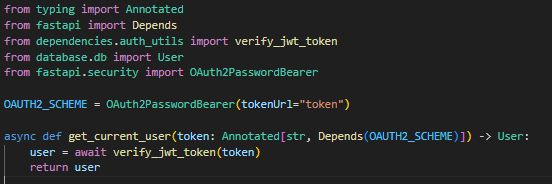 from typing import Annotated
from fastapi import Depends
from dependencies.auth_utils import verify_jwt_token
from database.db import User
from fastapi.security import OAuth2PasswordBearer

OAUTH2_SCHEME = OAuth2PasswordBearer(tokenUrl="token")

async def get_current_user(token: Annotated[str, Depends(OAUTH2_SCHEME)]) -> User:
    user = await verify_jwt_token(token)
    return user